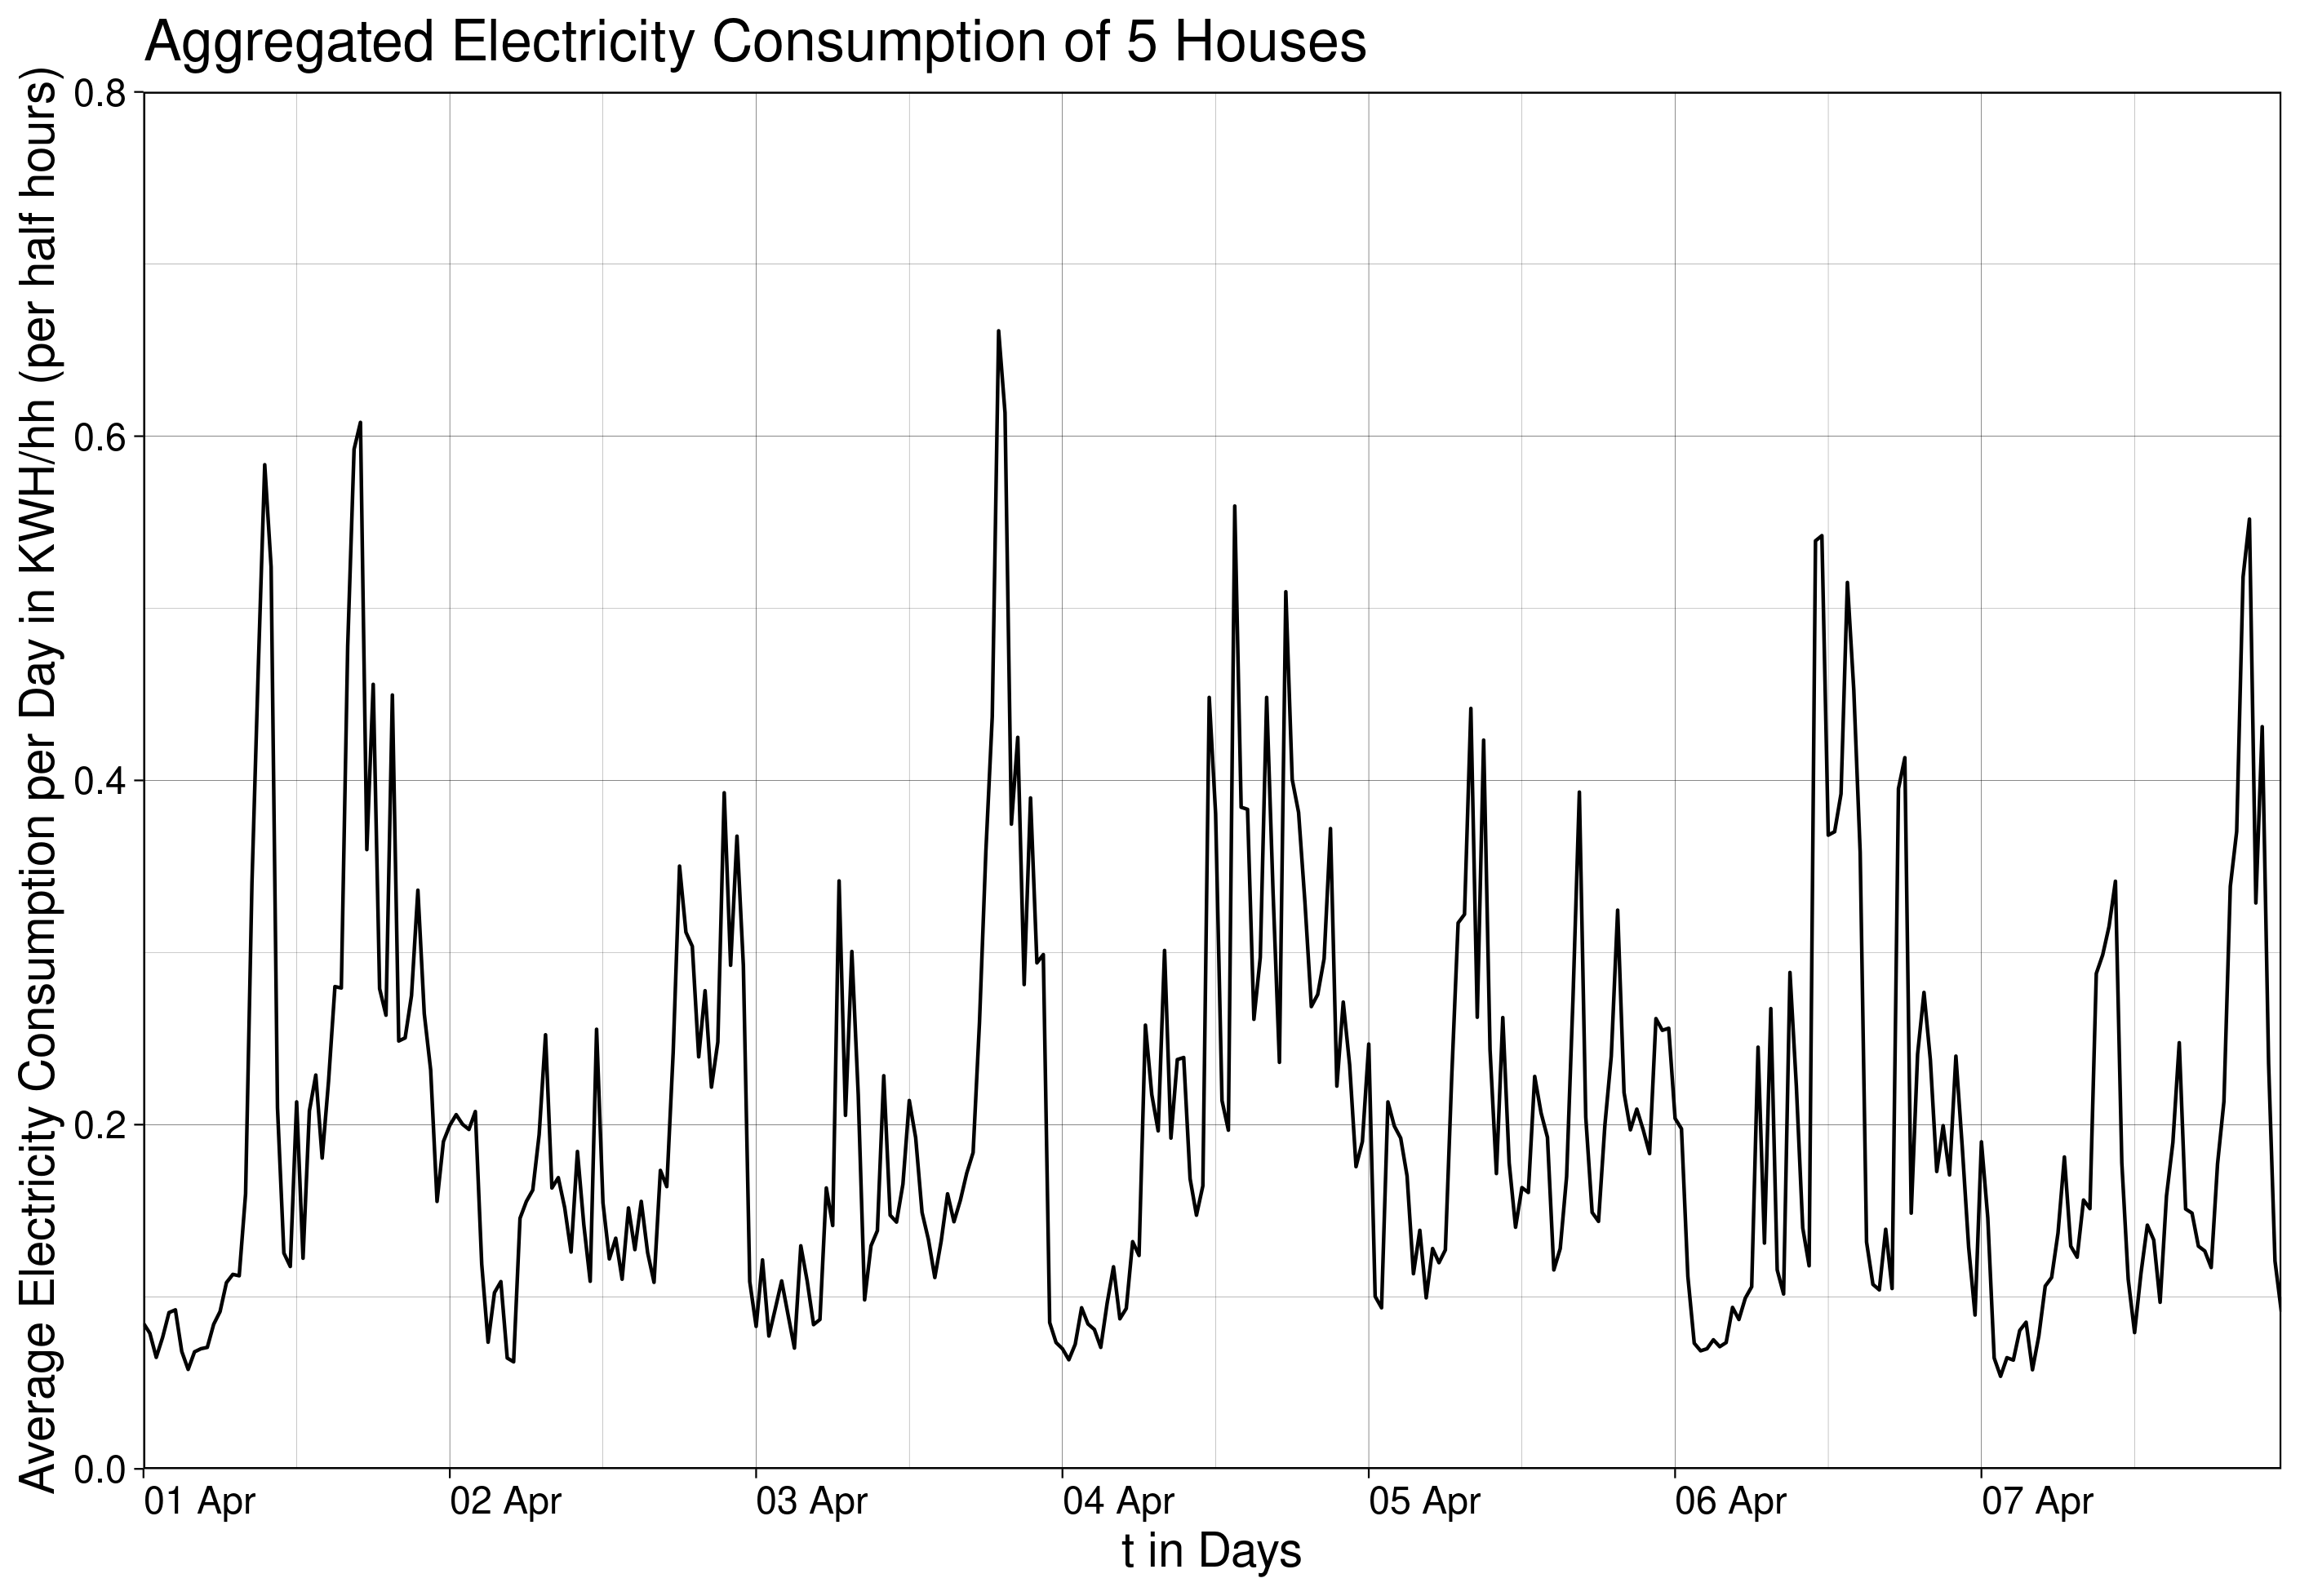 Aggregated Electricity Consumption of 5 Houses
Average Electricity Consumption per Day in KWH/hh (per half hours)
0.8
0.6
0.4
0.2
0.0
01 Apr 02 Apr 03 Apr 04 Apr 05 Apr 06 Apr 07 Apr
t in Days